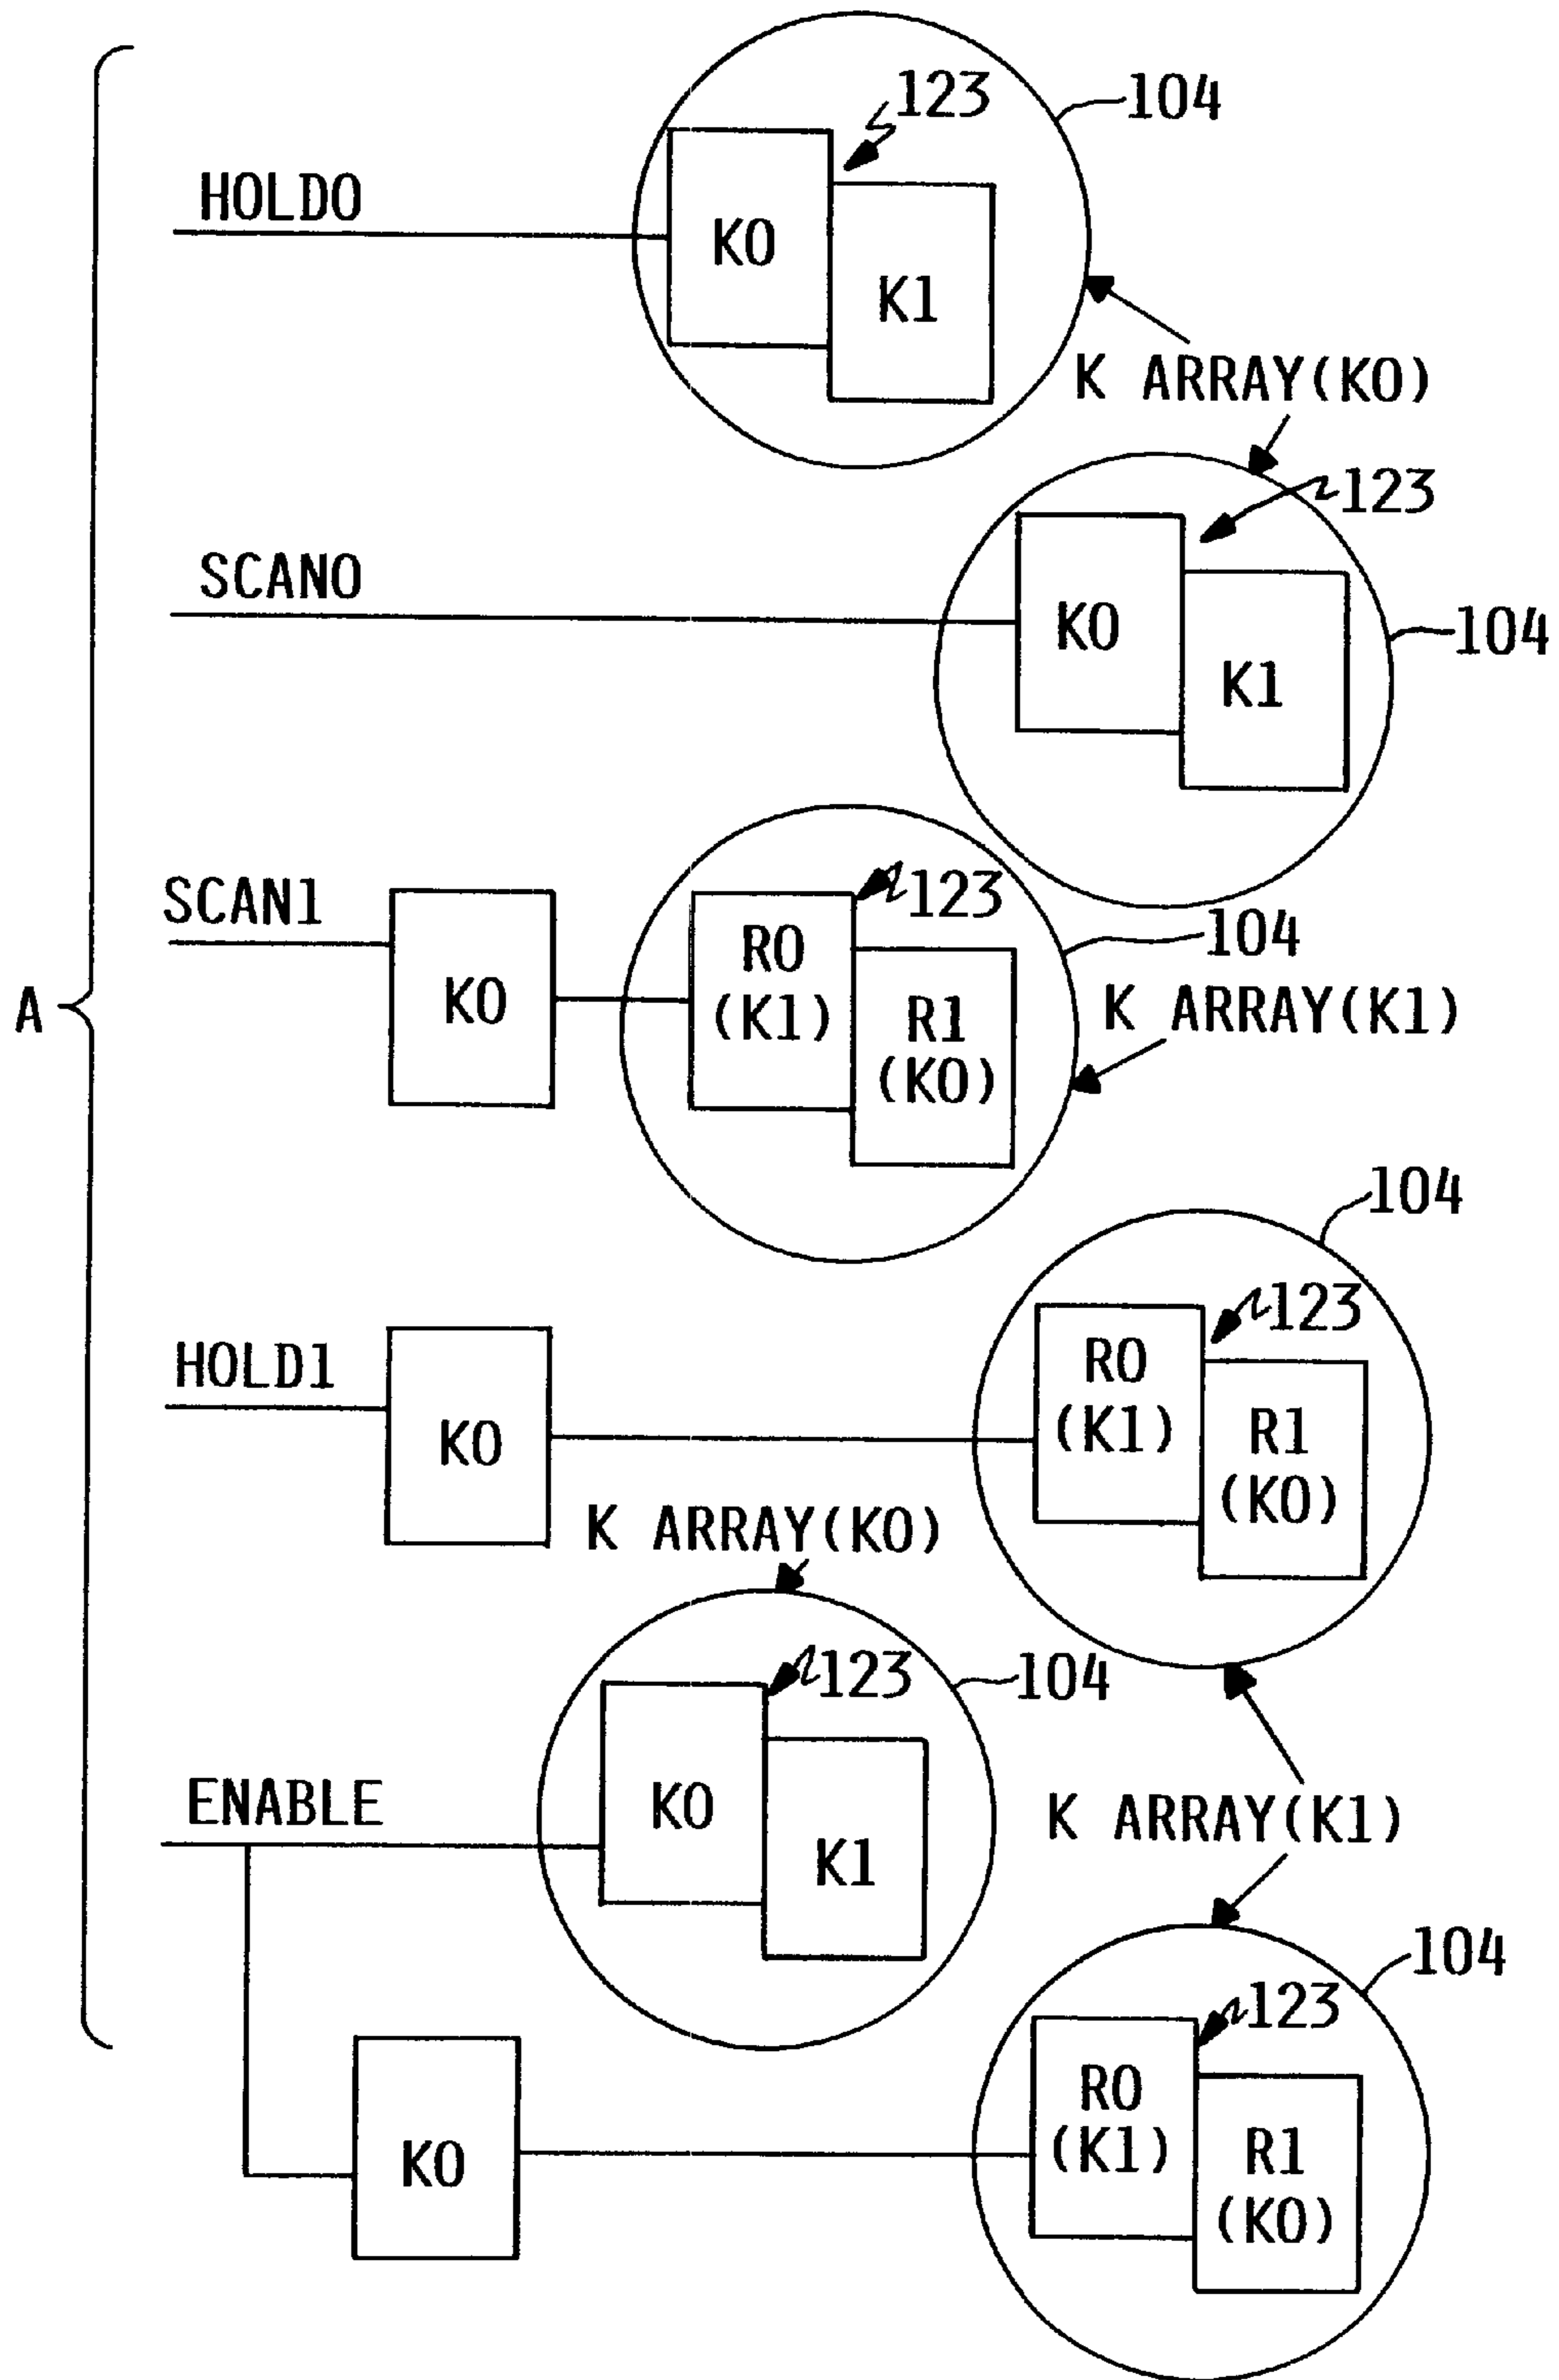 123
104
HOLD0
K0
K1
K ARRAY(K0)
123
SCAN0
K0
104
K1
SCAN1
123
104
R0
(K1)
K0
K ARRAY(K1)
A
R1
(K0)
104
123
HOLD1
R0
(K1)
K0
R1
(K0)
K ARRAY(K0)
123
104
ENABLE
K0
K ARRAY(K1)
K1
104
123
R0
(K1)
K0
R1
(K0)